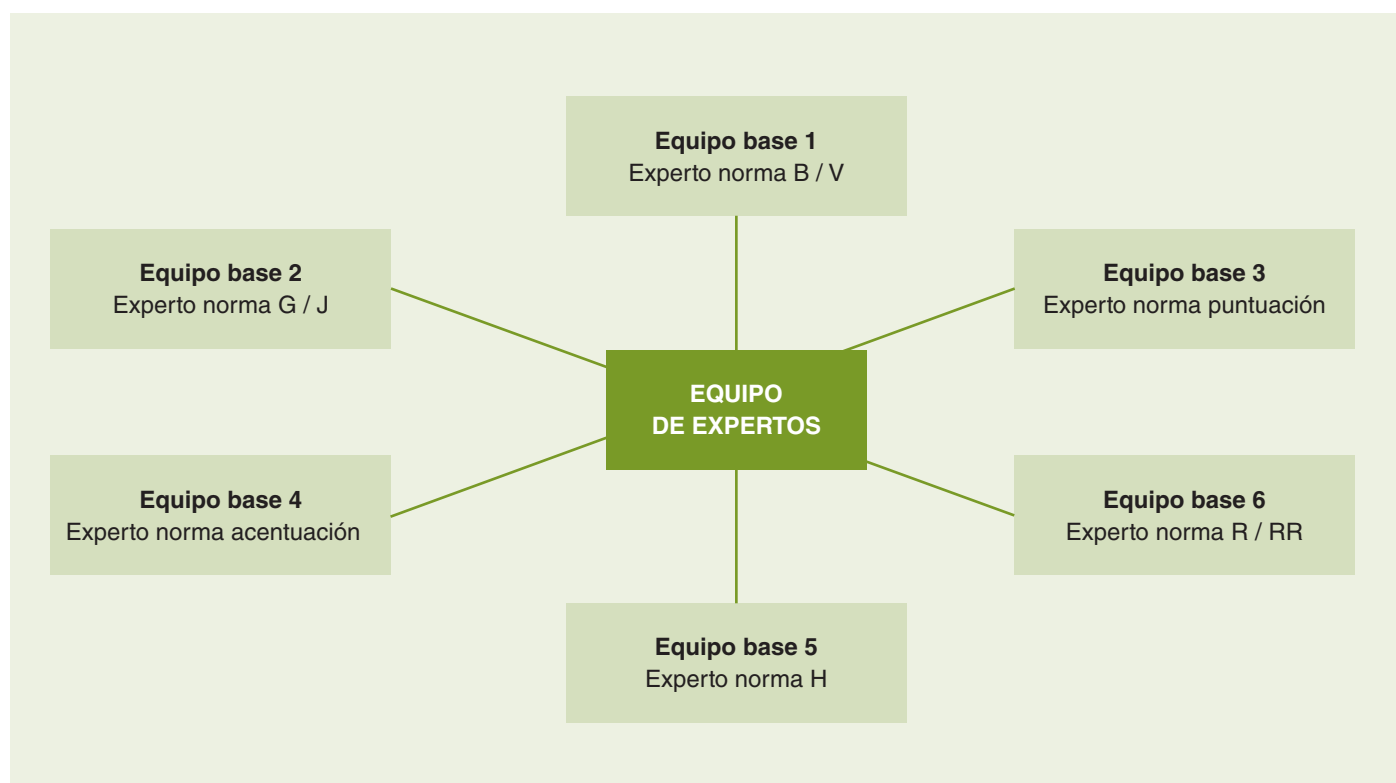 Equipo base 1
Experto norma B / V
Equipo base 2
Experto norma G / J
Equipo base 3
Experto norma puntuación
EQUIPO
DE EXPERTOS
Equipo base 4
Experto norma acentuación
Equipo base 6
Experto norma R / RR
Equipo base 5
Experto norma H